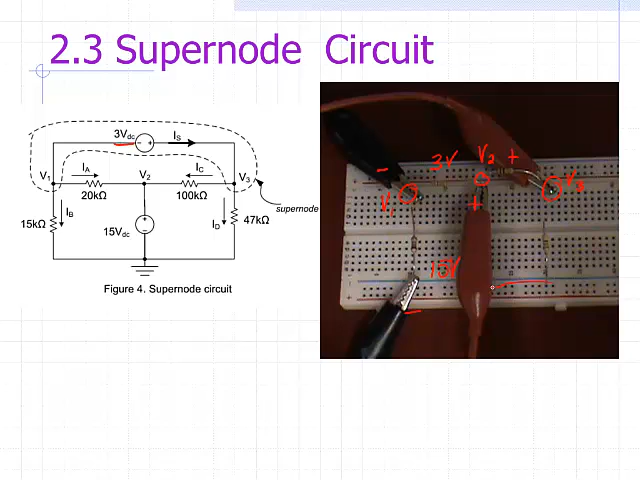 2.3 Supernode Circuit
3Vdc
- +
IS
V1
IA
V2
IC
V3
20kΩ
100kΩ
supernode
IB
ID
15kΩ
15Vdc
+
-
47kΩ
Figure 4. Supernode circuit
-
3V
V2
+
V1
V3
+
15V
-